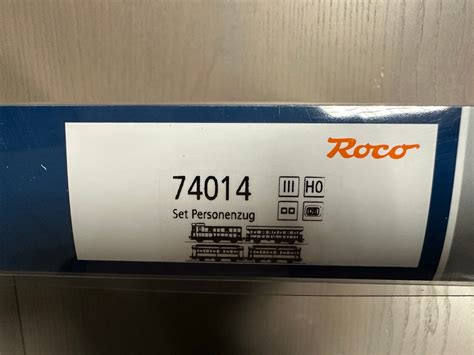 Roco
74014 III H0
Set Personenzug